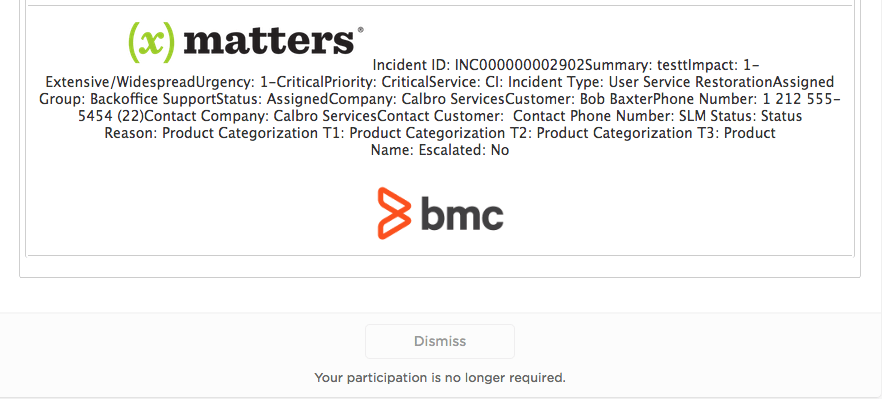 (x) matters®
Incident ID: INC000000002902Summary: testtImpact: 1-
Extensive/WidespreadUrgency: 1-CriticalPriority: CriticalService: CI: Incident Type: User Service RestorationAssigned
Group: Backoffice SupportStatus: AssignedCompany: Calbro ServicesCustomer: Bob BaxterPhone Number: 1 212 555-
5454 (22)Contact Company: Calbro ServicesContact Customer:  Contact Phone Number: SLM Status: Status
Reason: Product Categorization T1: Product Categorization T2: Product Categorization T3: Product
Name: Escalated: No
bmc
Dismiss
Your participation is no longer required.